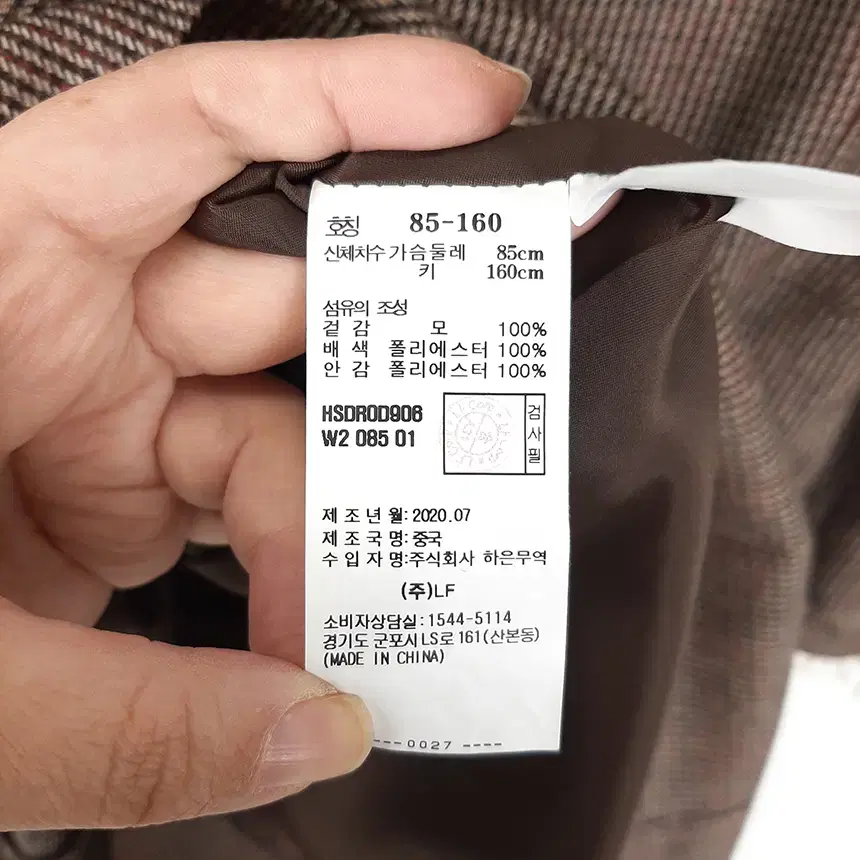 호칭 85-160
신체치수 가슴둘레 85cm
키 160cm
섬유의 조성
겉 감 모 100%
배 색 폴리에스터 100%
안 감 폴리에스터 100%
HSDR0D906
W2 085 01
검사필
제 조 년 월:2020.07
제 조 국 명:중국
수 입 자 명:주식회사 하은무역
(주)LF
소비자상담실:1544-5114
경기도 군포시 LS로 161(산본동)
(MADE IN CHINA)
---0027 ----